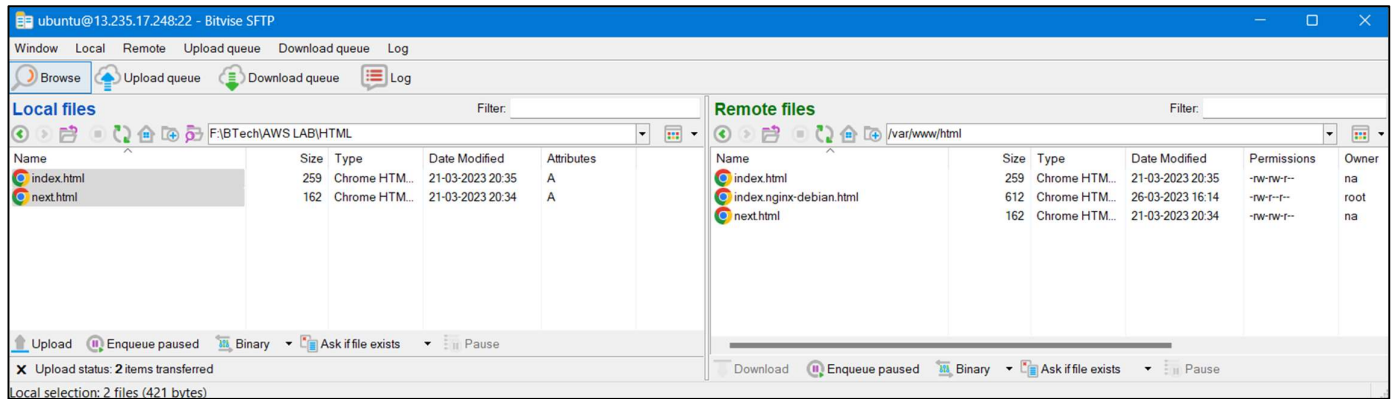 ubuntu@13.235.17.248:22 - Bitvise SFTP
Window Local Remote Upload queue Download queue Log
Browse Upload queue Download queue Log
Local files Filter:
F:\BTech\AWS LAB\HTML
Name Size Type Date Modified Attributes
index.html 259 Chrome HTM... 21-03-2023 20:35 A
next.html 162 Chrome HTM... 21-03-2023 20:34 A
Upload Enqueue paused Binary Ask if file exists Pause
X Upload status: 2 items transferred
Local selection: 2 files (421 bytes)
Remote files Filter:
/var/www/html
Name Size Type Date Modified Permissions Owner
index.html 259 Chrome HTM... 21-03-2023 20:35 -rw-rw-r-- na
index.nginx-debian.html 612 Chrome HTM... 26-03-2023 16:14 -rw-r--r-- root
next.html 162 Chrome HTM... 21-03-2023 20:34 -rw-rw-r-- na
Download Enqueue paused Binary Ask if file exists Pause